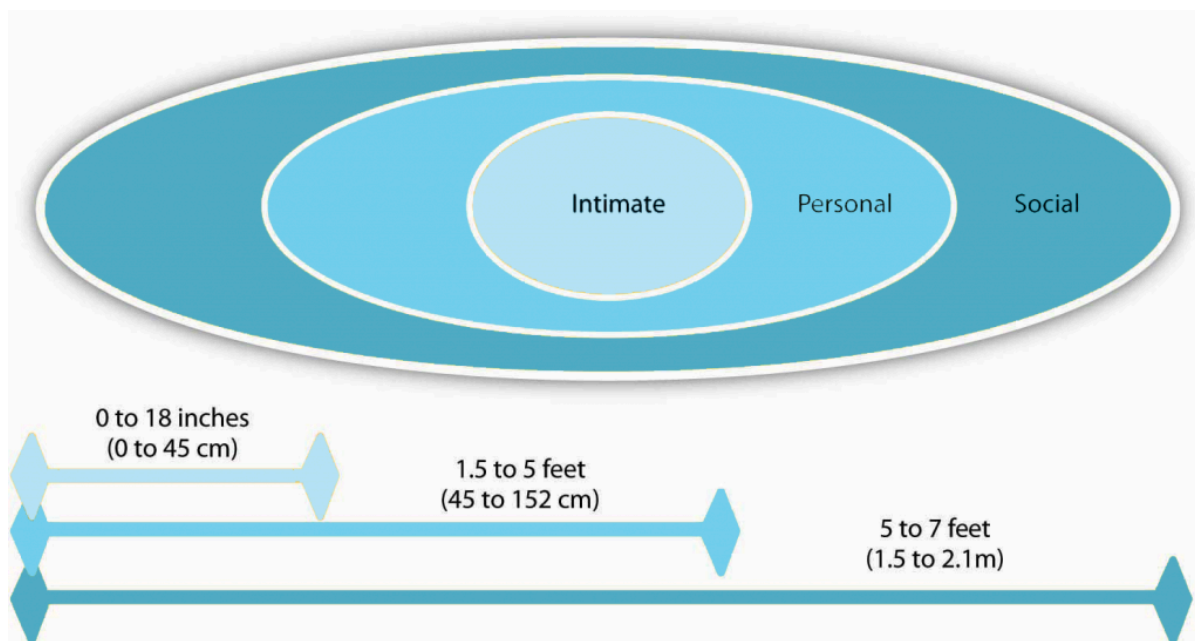 Intimate
Personal
Social
0 to 18 inches
(0 to 45 cm)
1.5 to 5 feet
(45 to 152 cm)
5 to 7 feet
(1.5 to 2.1m)